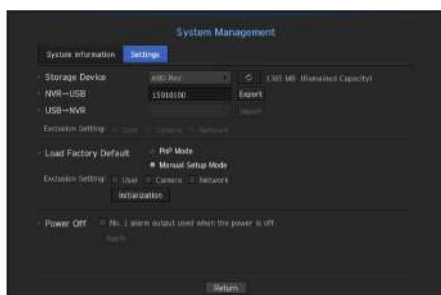 System Management
System Information Settings
Storage Device 1365 MB (Remained Capacity)
NVR→USB 15010100 Export
USB→NVR
Exclusion Setting: User Camera Network
Load Factory Default PnP Mode
Manual Setup Mode
Exclusion Setting: User Camera Network
Initialization
Power Off No. 1 alarm output used when the power is off.
Return